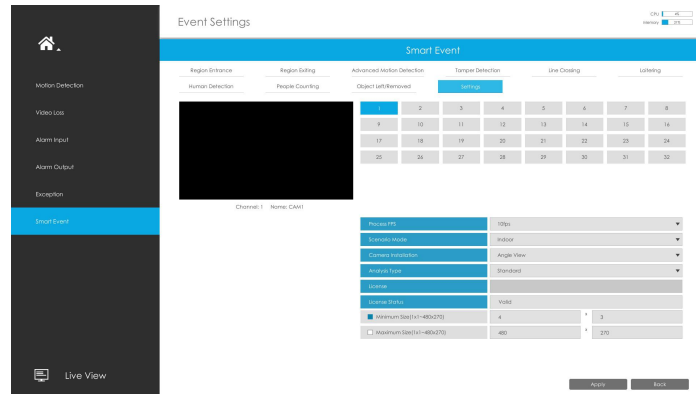 Event Settings
CPU
Memory
Smart Event
Region Entrance Region Exiting Advanced Motion Detection Tamper Detection Line Crossing Loitering
Human Detection People Counting Object Left/Removed Settings
Motion Detection
Video Loss
Alarm Input
Alarm Output
Exception
Smart Event
Live View
1 2 3 4 5 6 7 8
9 10 11 12 13 14 15 16
17 18 19 20 21 22 23 24
25 26 27 28 29 30 31 32
Channel: 1 Name: CAM1
Process FPS 10fps
Scenario Mode Indoor
Camera Installation Angle View
Analysis Type Standard
License
License Status Valid
Minimum Size(1x1~480x270) 4 * 3
Maximum Size(1x1~480x270) 480 * 270
Apply Back